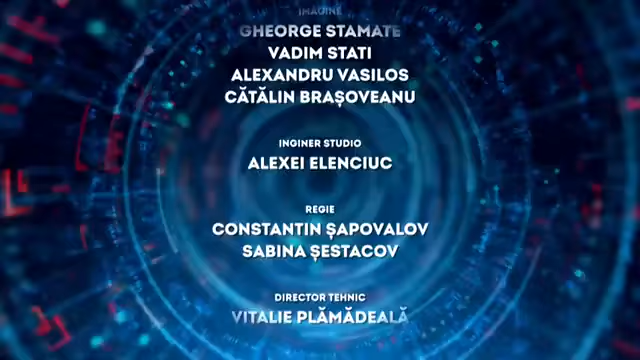 IMAGINE
GHEORGE STAMATE
VADIM STATI
ALEXANDRU VASILOS
CĂTĂLIN BRAȘOVEANU
INGINER STUDIO
ALEXEI ELENCIUC
REGIE
CONSTANTIN ȘAPOVALOV
SABINA ȘESTACOV
DIRECTOR TEHNIC
VITALIE PLĂMĂDEALĂ